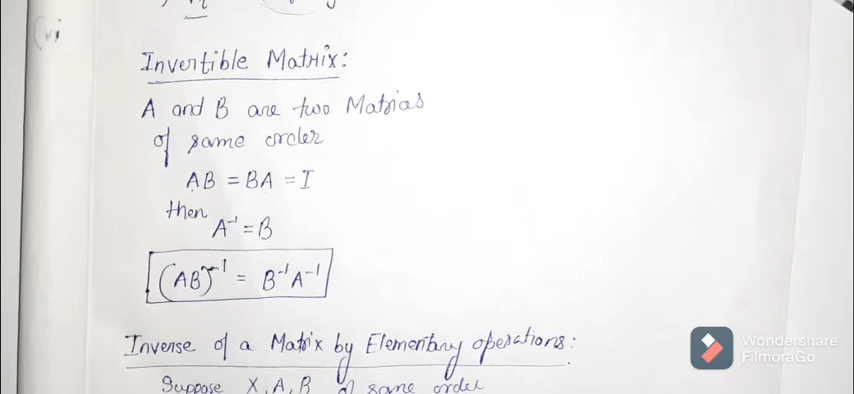 (vi
Invertible Matrix:
A and B are two Matrias
of same order
AB = BA = I
then
A⁻¹ = B
(AB)⁻¹ = B⁻¹A⁻¹
Inverse of a Matrix by Elementary operations:
Suppose X, A, B of same order
Wondershare
FilmoraGo